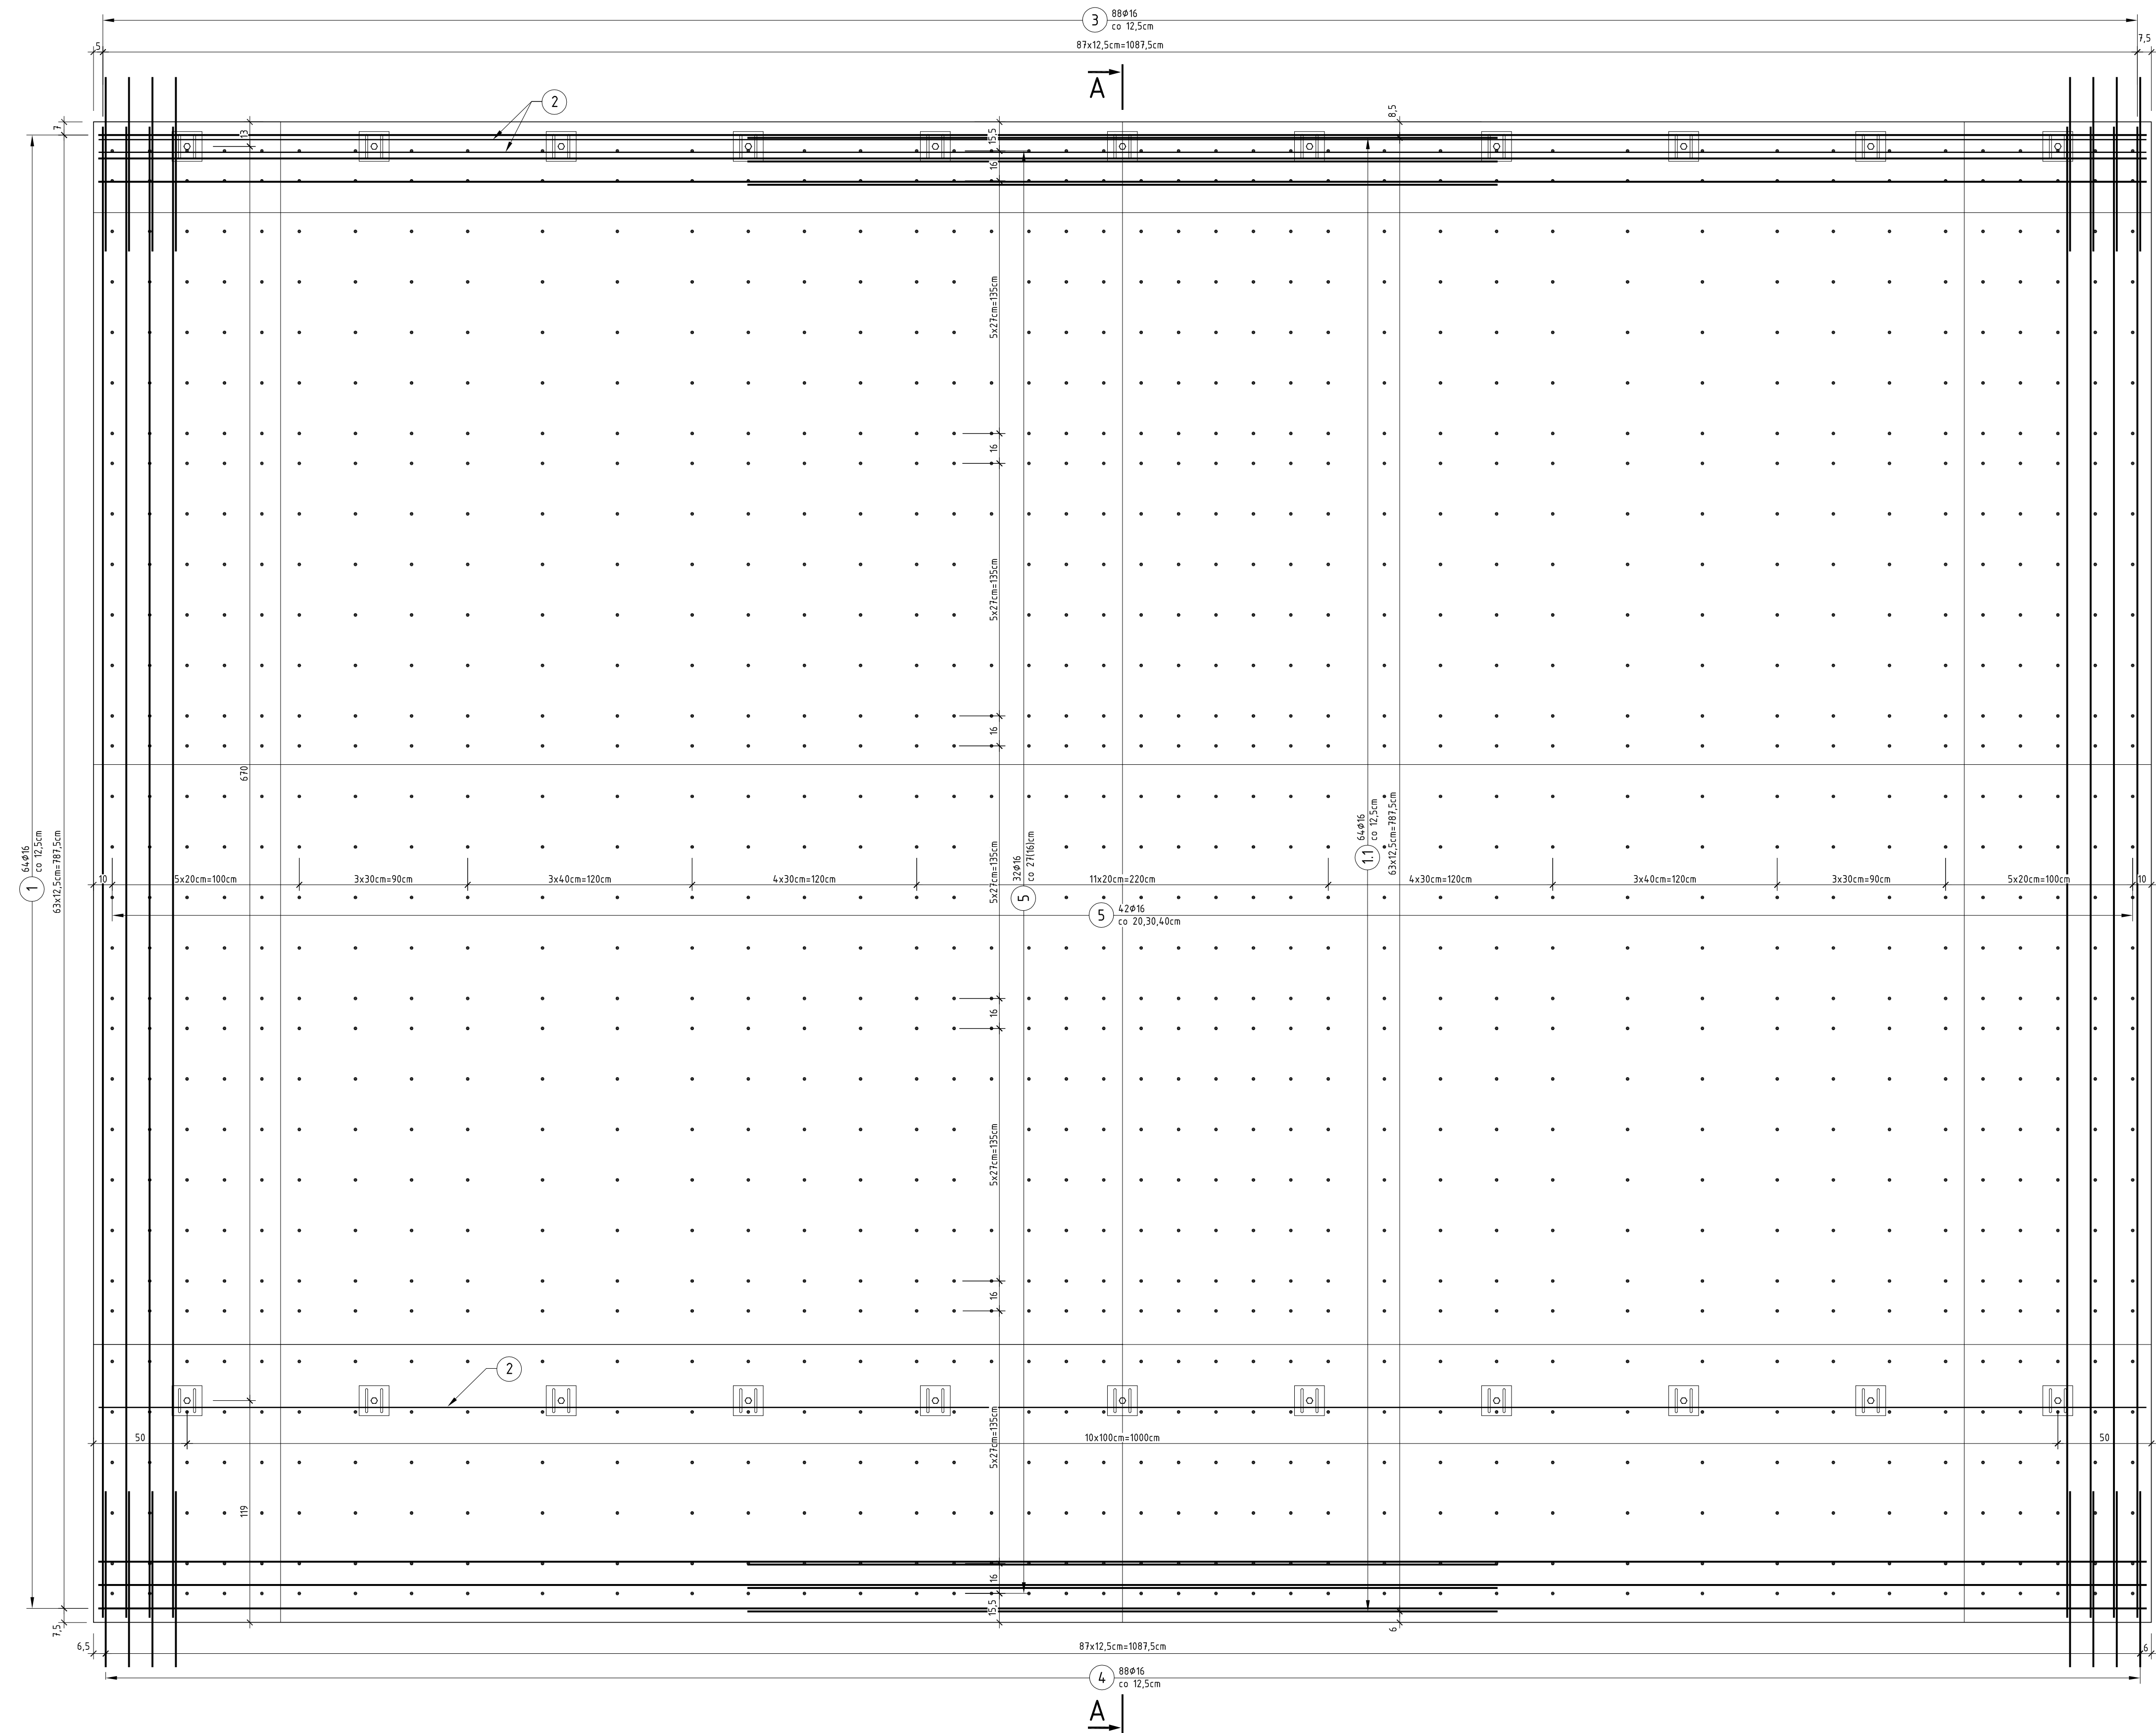 3
88ø16
co 12,5cm
5
87x12,5cm=1087,5cm
7,5
A
2
8,5
7
13
15,5
16
5x27cm=135cm
16
5x27cm=135cm
16
670
1
64ø16
co 12,5cm
63x12,5cm=787,5cm
5x27cm=135cm
5
32ø16
co 27(16)cm
1.1
64ø16
co 12,5cm
63x12,5cm=787,5cm
10
5x20cm=100cm
3x30cm=90cm
3x40cm=120cm
4x30cm=120cm
11x20cm=220cm
4x30cm=120cm
3x40cm=120cm
3x30cm=90cm
5x20cm=100cm
10
5
42ø16
co 20,30,40cm
16
5x27cm=135cm
16
2
50
10x100cm=1000cm
50
5x27cm=135cm
119
16
15,5
7,5
6
6,5
87x12,5cm=1087,5cm
6
4
88ø16
co 12,5cm
A